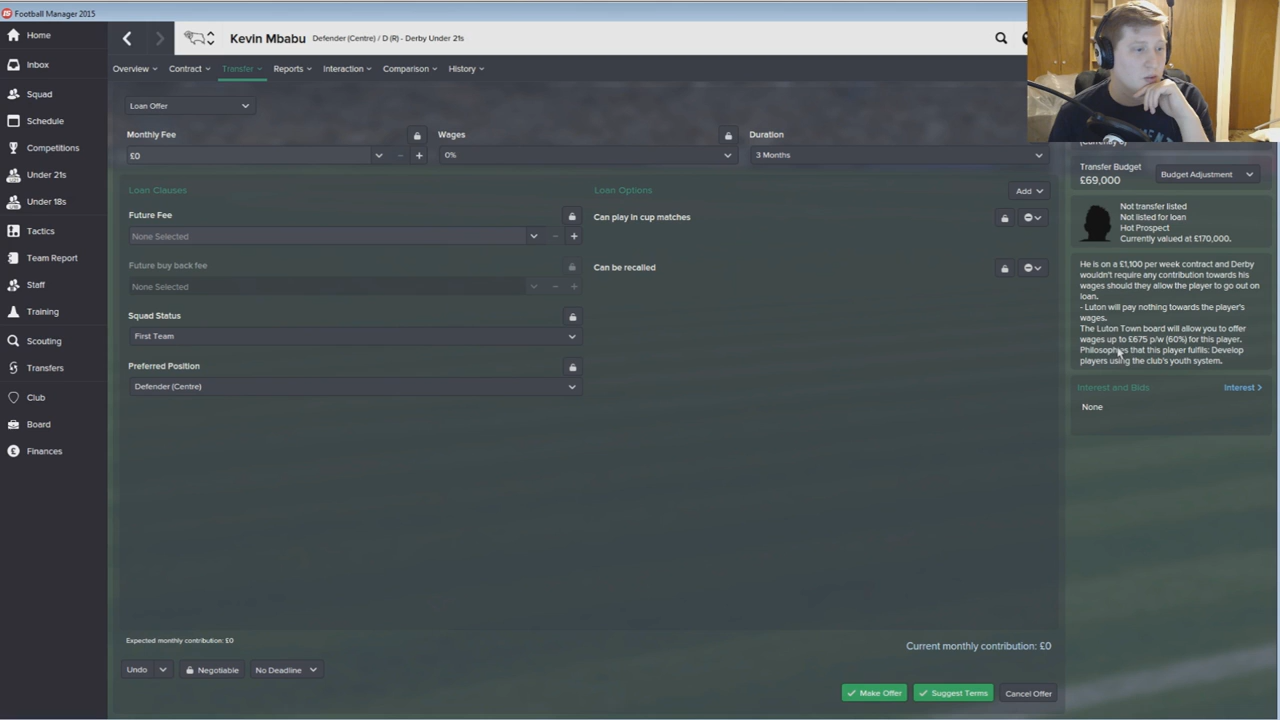 Football Manager 2015
Home
Inbox
Squad
Schedule
Competitions
Under 21s
Under 18s
Tactics
Team Report
Staff
Training
Scouting
Transfers
Club
Board
Finances
Kevin Mbabu Defender (Centre) / D (R) - Derby Under 21s
Overview Contract Transfer Reports Interaction Comparison History
Loan Offer
Monthly Fee Wages Duration
£0 0% 3 Months
Loan Clauses Loan Options Add
Future Fee
None Selected
Can play in cup matches
Future buy back fee
None Selected
Can be recalled
Squad Status
First Team
Preferred Position
Defender (Centre)
Expected monthly contribution: £0
Current monthly contribution: £0
Undo Negotiable No Deadline
Make Offer Suggest Terms Cancel Offer
Transfer Budget
£69,000
Budget Adjustment
Not transfer listed
Not listed for loan
Hot Prospect
Currently valued at £170,000.
He is on a £1,100 per week contract and Derby
wouldn't require any contribution towards his
wages should they allow the player to go out on
loan.
- Luton will pay nothing towards the player's
wages.
The Luton Town board will allow you to offer
wages up to £675 p/w (60%) for this player.
Philosophies that this player fulfils: Develop
players using the club's youth system.
Interest and Bids Interest >
None